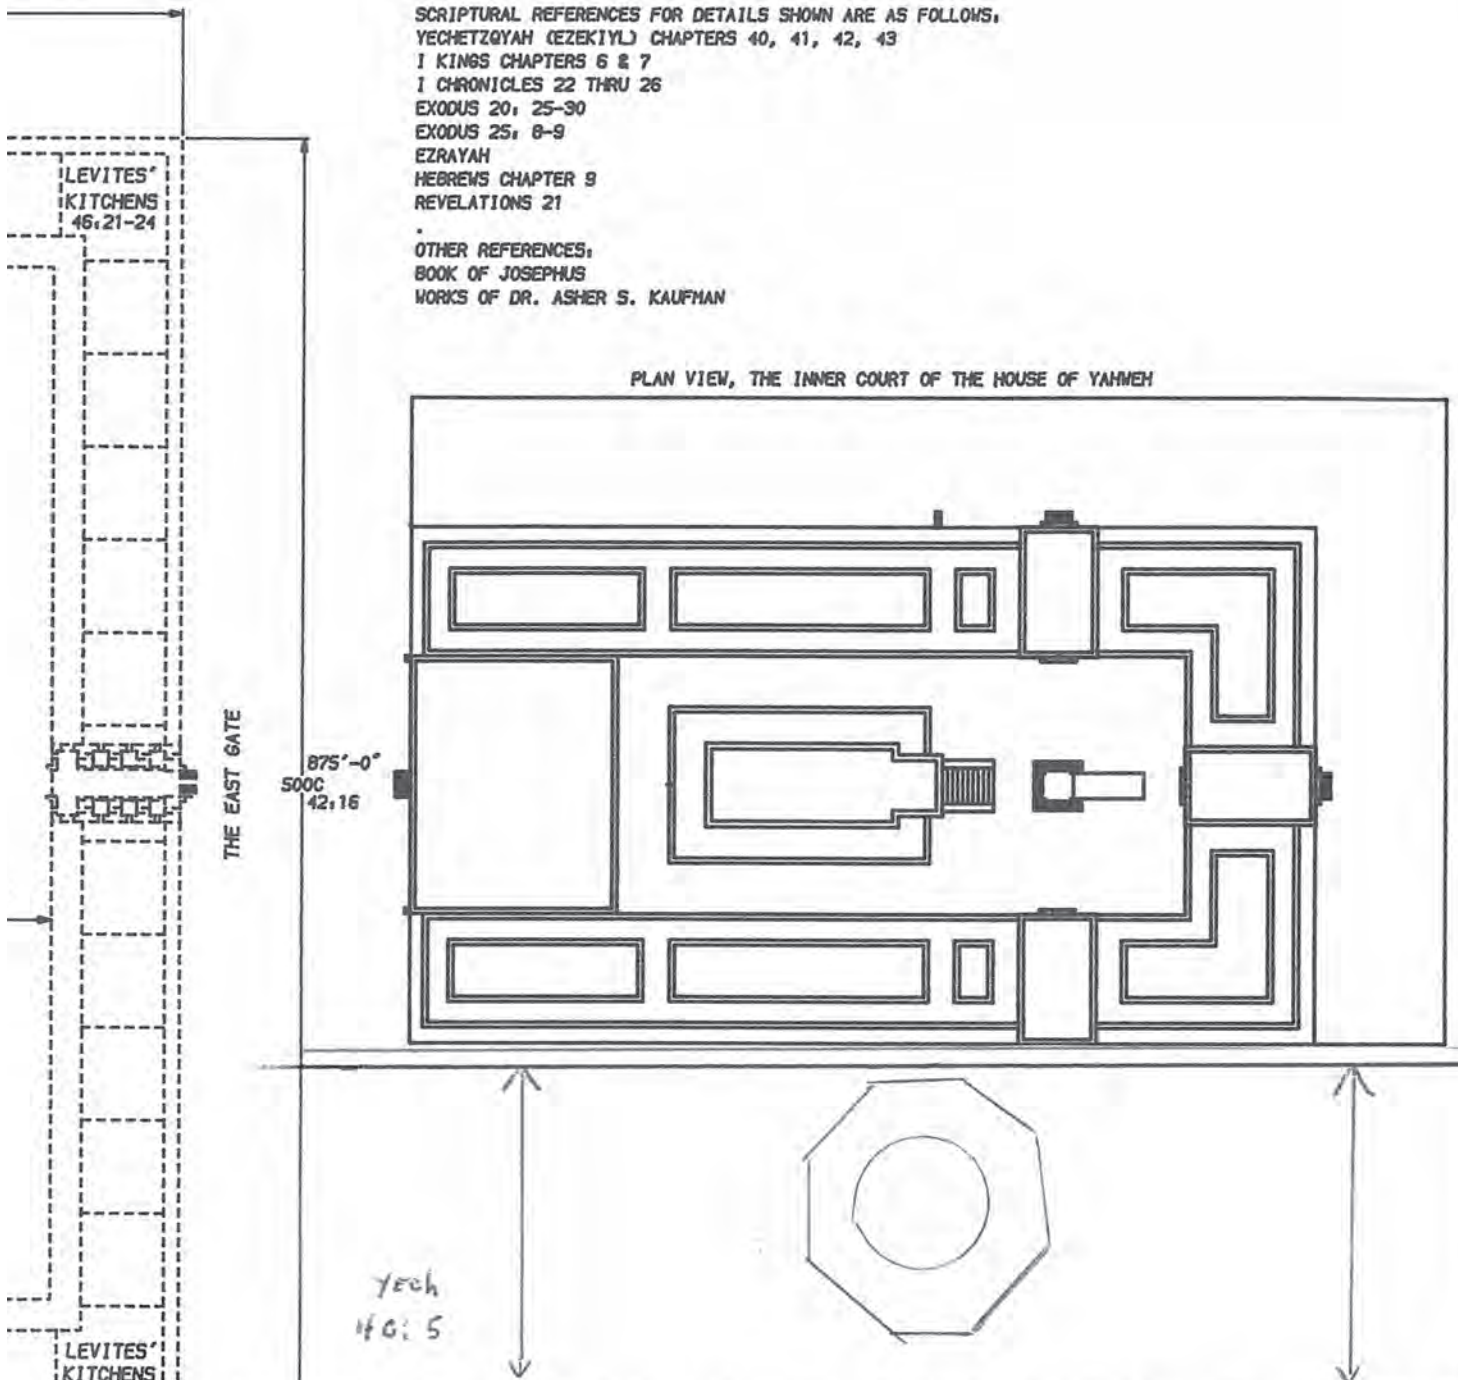 SCRIPTURAL REFERENCES FOR DETAILS SHOWN ARE AS FOLLOWS:
YECHETZQYAH (EZEKIYL) CHAPTERS 40, 41, 42, 43
I KINGS CHAPTERS 6 & 7
I CHRONICLES 22 THRU 26
EXODUS 20: 25-30
EXODUS 25: 8-9
EZRAYAH
HEBREWS CHAPTER 9
REVELATIONS 21
.
OTHER REFERENCES:
BOOK OF JOSEPHUS
WORKS OF DR. ASHER S. KAUFMAN
LEVITES'
KITCHENS
46:21-24
PLAN VIEW, THE INNER COURT OF THE HOUSE OF YAHWEH
THE EAST GATE
875'-0"
500C
42:16
Yech
40:5
LEVITES'
KITCHENS